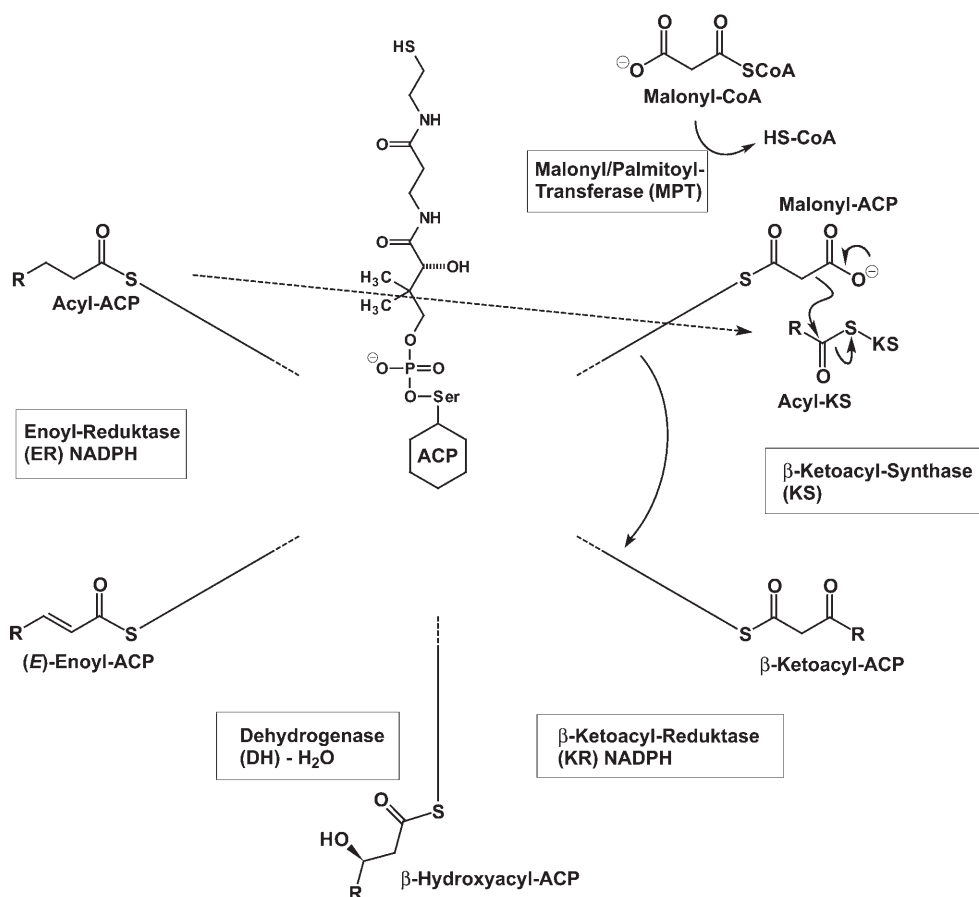 HS
NH
O
NH
O
OH
H₃C
H₃C
O
⊖
O–P=O
O–Ser
ACP
O O
⊖O SCoA
Malonyl-CoA
HS-CoA
Malonyl/Palmitoyl-
Transferase (MPT)
Malonyl-ACP
O O
S O⊖
R S
KS
O
Acyl-KS
O
R S
Acyl-ACP
Enoyl-Reduktase
(ER) NADPH
β-Ketoacyl-Synthase
(KS)
O
R S
(E)-Enoyl-ACP
O O
S R
β-Ketoacyl-ACP
Dehydrogenase
(DH) - H₂O
β-Ketoacyl-Reduktase
(KR) NADPH
O S
HO
R
β-Hydroxyacyl-ACP